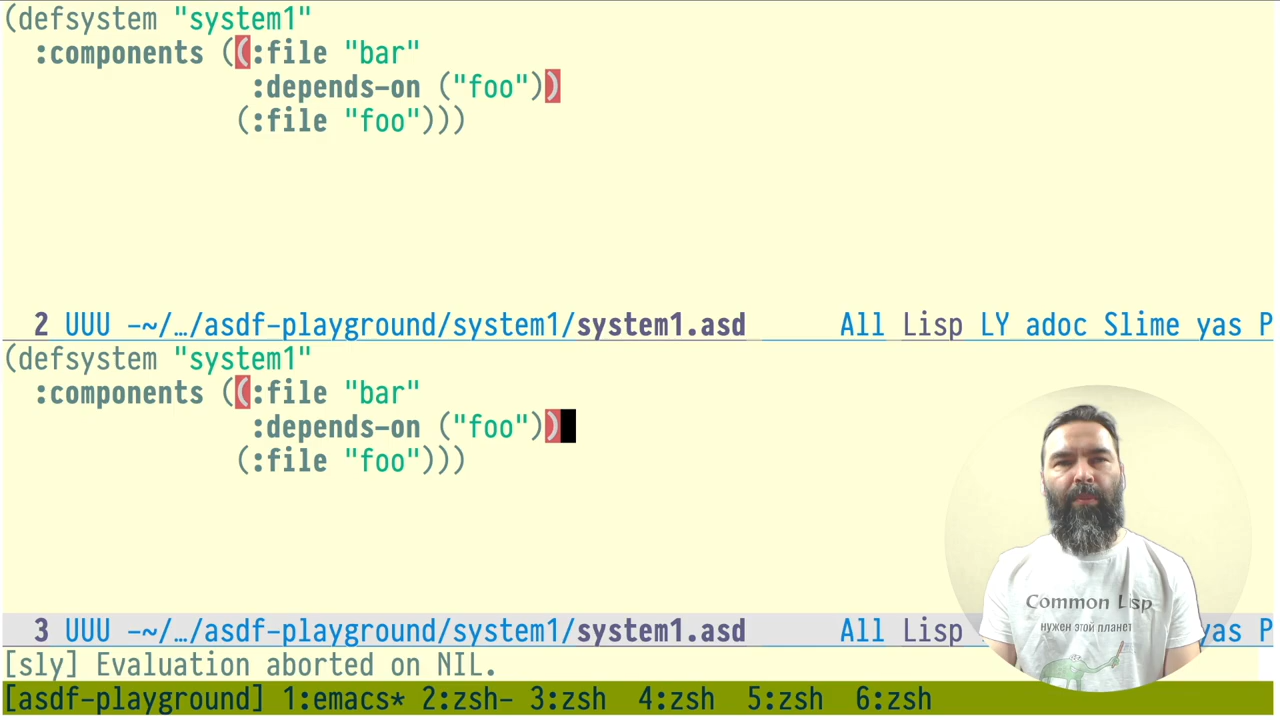 (defsystem "system1"
  :components ((:file "bar"
                :depends-on ("foo"))
               (:file "foo")))
2 UUU -~/…/asdf-playground/system1/system1.asd All Lisp LY adoc Slime yas P
(defsystem "system1"
  :components ((:file "bar"
                :depends-on ("foo"))
               (:file "foo")))
3 UUU -~/…/asdf-playground/system1/system1.asd All Lisp yas P
Common Lisp
нужен этой планет
[sly] Evaluation aborted on NIL.
[asdf-playground] 1:emacs* 2:zsh- 3:zsh 4:zsh 5:zsh 6:zsh